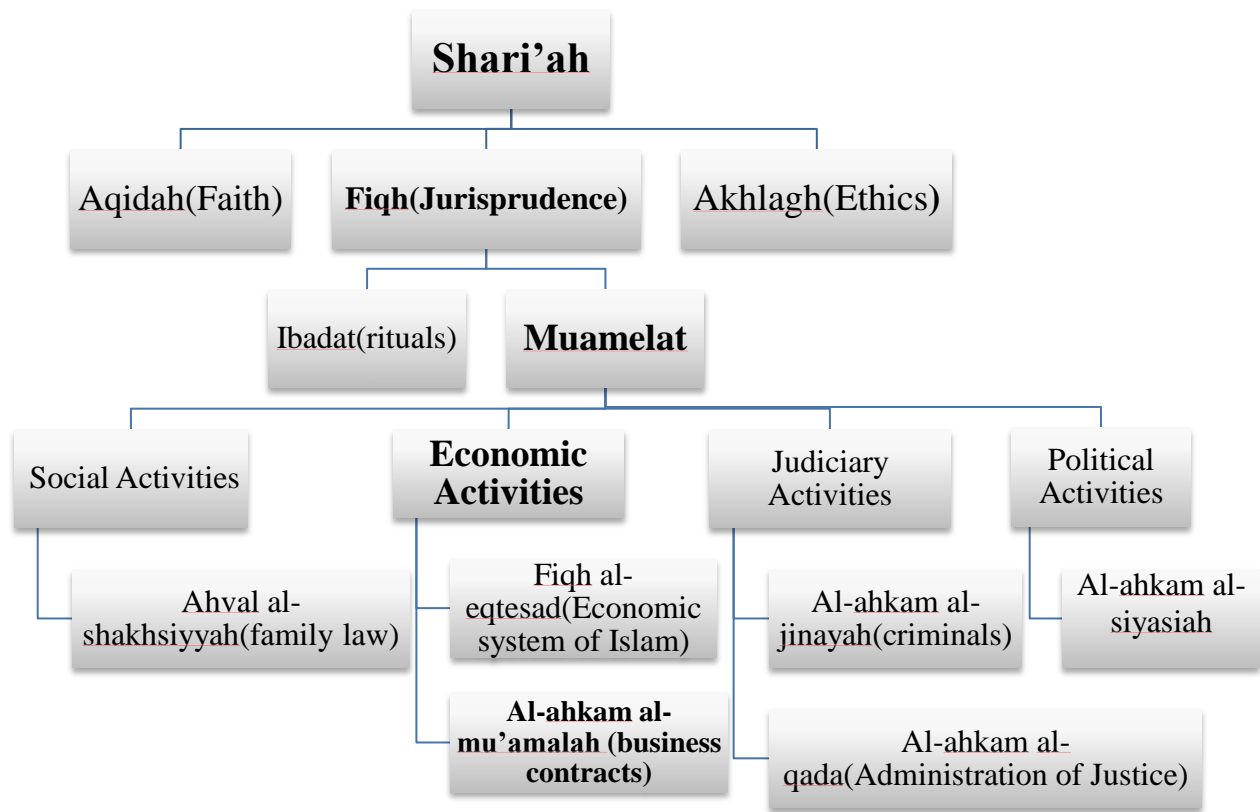 Shari’ah
Aqidah(Faith)
Fiqh(Jurisprudence)
Akhlagh(Ethics)
Ibadat(rituals)
Muamelat
Social Activities
Economic
Activities
Judiciary
Activities
Political
Activities
Ahval al-
shakhsiyyah(family law)
Fiqh al-
eqtesad(Economic
system of Islam)
Al-ahkam al-
jinayah(criminals)
Al-ahkam al-
siyasiah
Al-ahkam al-
mu’amalah (business
contracts)
Al-ahkam al-
qada(Administration of Justice)